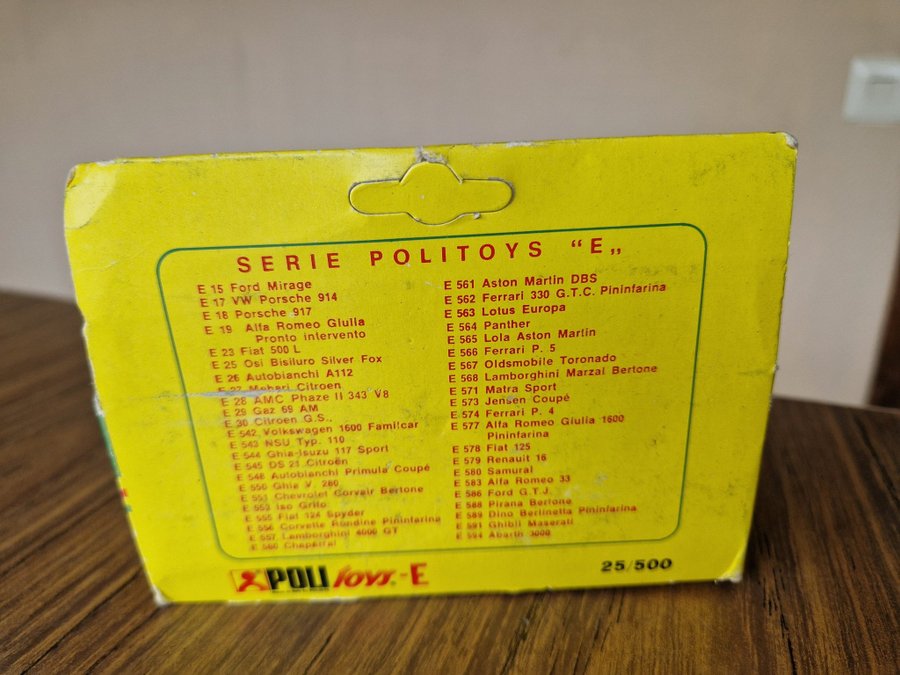 SERIE POLITOYS “E„
E 15 Ford Mirage
E 17 VW Porsche 914
E 18 Porsche 917
E 19 Alfa Romeo Giulia
Pronto intervento
E 23 Fiat 500 L
E 25 Osi Bisiluro Silver Fox
E 26 Autobianchi A112
E 27 Mehari Citroen
E 28 AMC Phaze II 343 V8
E 29 Gaz 69 AM
E 30 Citroen G.S..
E 542 Volkswagen 1600 Familcar
E 543 NSU Typ. 110
E 544 Ghia-Isuzu 117 Sport
E 545 DS 21 Citroën
E 548 Autobianchi Primula Coupé
E 550 Ghia V. 280
E 551 Chevrolet Corvair Bertone
E 553 Iso Grifo
E 555 Fiat 124 Spyder
E 556 Corvette Rondine Pininfarina
E 557 Lamborghini 4000 GT
E 560 Chaparral
E 561 Aston Martin DBS
E 562 Ferrari 330 G.T.C. Pininfarina
E 563 Lotus Europa
E 564 Panther
E 565 Lola Aston Martin
E 566 Ferrari P. 5
E 567 Oldsmobile Toronado
E 568 Lamborghini Marzal Bertone
E 571 Matra Sport
E 573 Jensen Coupé
E 574 Ferrari P. 4
E 577 Alfa Romeo Giulia 1600
Pininfarina
E 578 Fiat 125
E 579 Renault 16
E 580 Samurai
E 583 Alfa Romeo 33
E 586 Ford G.T.J.
E 588 Pirana Bertone
E 589 Dino Berlinetta Pininfarina
E 591 Ghibli Maserati
E 594 Abarth 3000
POLItoys.-E
25/500